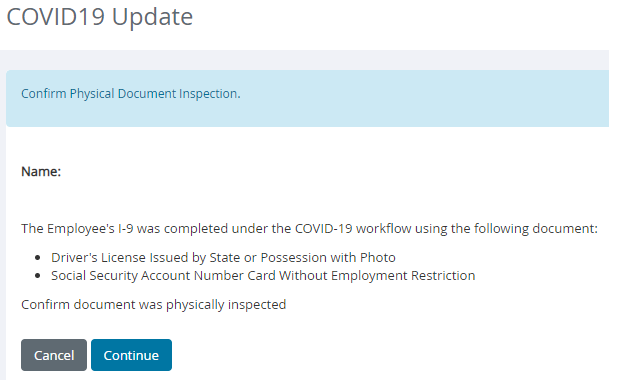 COVID19 Update
Confirm Physical Document Inspection.
Name:
The Employee's I-9 was completed under the COVID-19 workflow using the following document:
• Driver's License Issued by State or Possession with Photo
• Social Security Account Number Card Without Employment Restriction
Confirm document was physically inspected
Cancel Continue